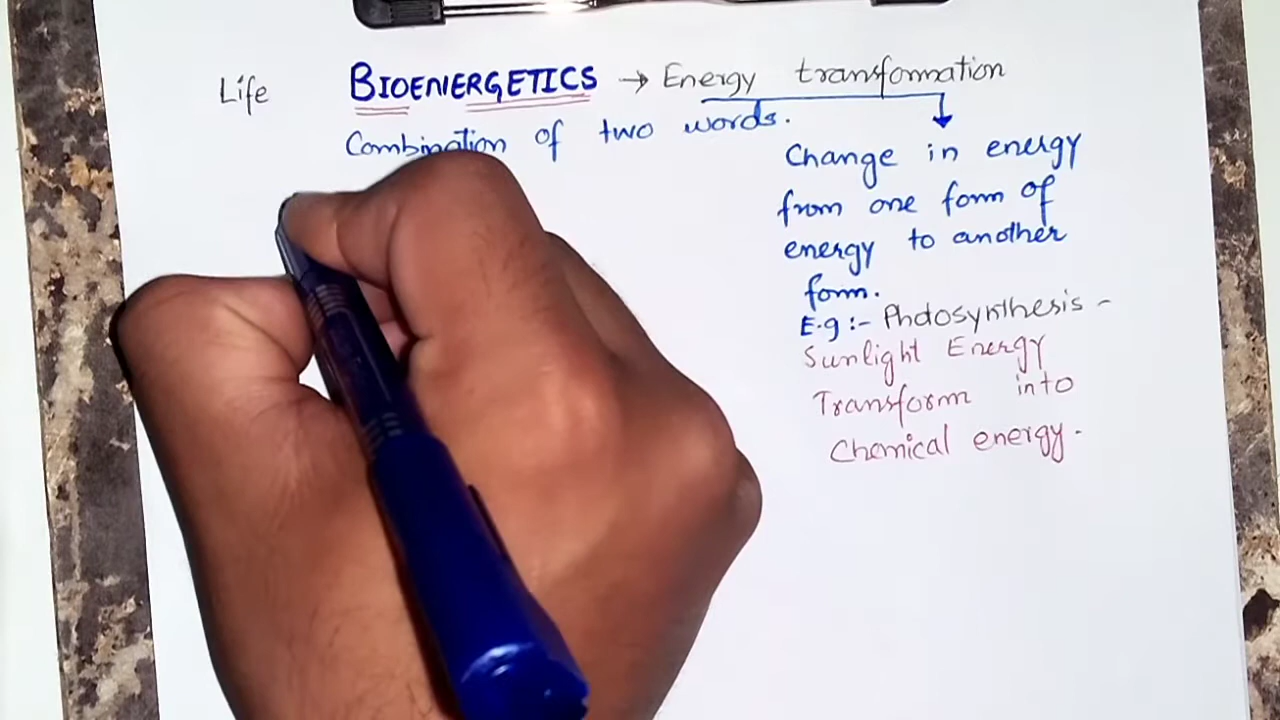 Life BIOENERGETICS → Energy transformation
Combination of two words.
Change in energy
from one form of
energy to another
form.
E.g :- Phdosynthesis -
Sunlight Energy
Transform into
Chemical energy.